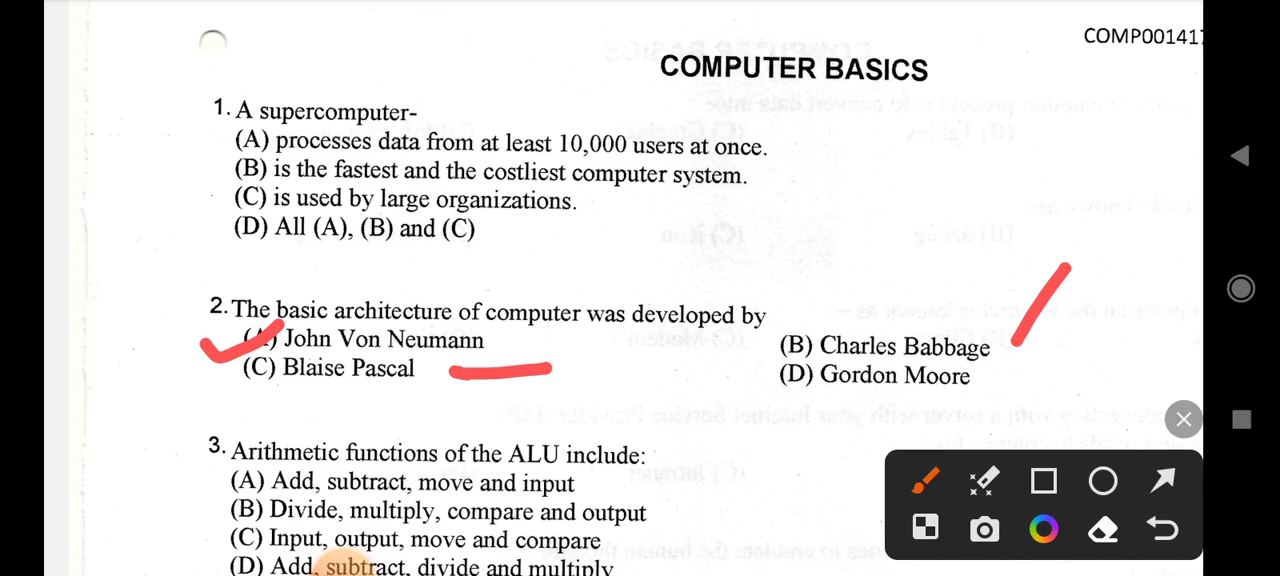 COMP00141
COMPUTER BASICS
1. A supercomputer-
(A) processes data from at least 10,000 users at once.
(B) is the fastest and the costliest computer system.
(C) is used by large organizations.
(D) All (A), (B) and (C)
2. The basic architecture of computer was developed by
(A) John Von Neumann
(B) Charles Babbage
(C) Blaise Pascal
(D) Gordon Moore
3. Arithmetic functions of the ALU include:
(A) Add, subtract, move and input
(B) Divide, multiply, compare and output
(C) Input, output, move and compare
(D) Add, subtract, divide and multiply